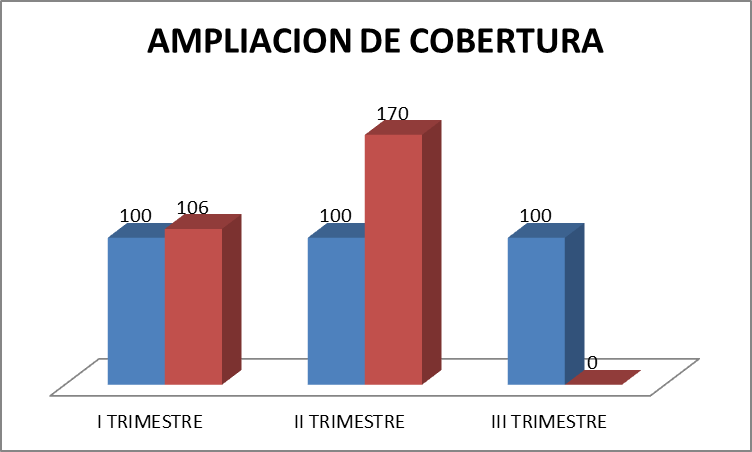 AMPLIACION DE COBERTURA
170
100
106
100
100
0
I TRIMESTRE
II TRIMESTRE
III TRIMESTRE